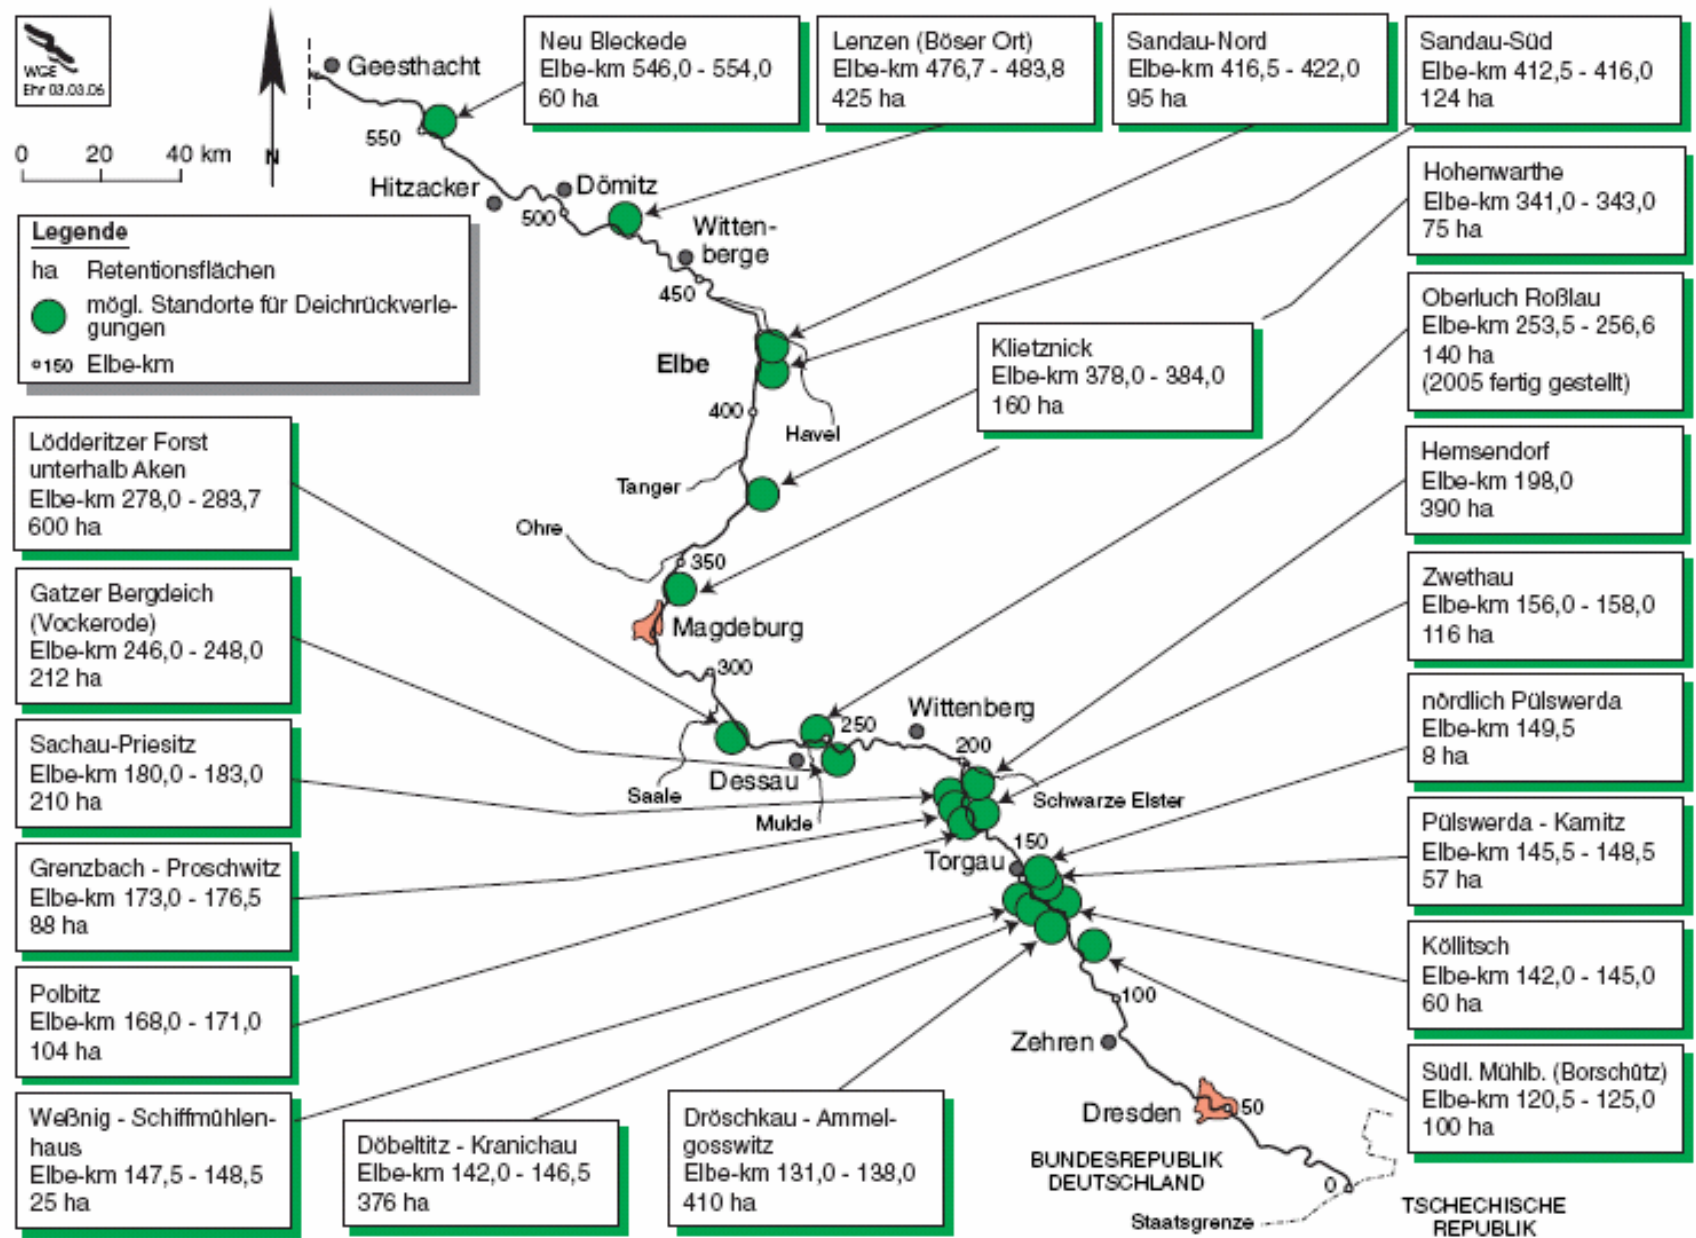 WGE
Ehr 03.03.06
0 20 40 km
N
Geesthacht
550
Hitzacker
Dömitz
500
Witten-
berge
450
Elbe
400
Havel
Tanger
Ohre
350
Magdeburg
300
Saale
Dessau
Mulde
250
Wittenberg
200
Schwarze Elster
150
Torgau
100
Zehren
Dresden
50
0
BUNDESREPUBLIK
DEUTSCHLAND
Staatsgrenze
TSCHECHISCHE
REPUBLIK
Legende
ha Retentionsflächen
mögl. Standorte für Deichrückverle-
gungen
150 Elbe-km
Neu Bleckede
Elbe-km 546,0 - 554,0
60 ha
Lenzen (Böser Ort)
Elbe-km 476,7 - 483,8
425 ha
Sandau-Nord
Elbe-km 416,5 - 422,0
95 ha
Sandau-Süd
Elbe-km 412,5 - 416,0
124 ha
Hohenwarthe
Elbe-km 341,0 - 343,0
75 ha
Oberluch Roßlau
Elbe-km 253,5 - 256,6
140 ha
(2005 fertig gestellt)
Klietznick
Elbe-km 378,0 - 384,0
160 ha
Hemsendorf
Elbe-km 198,0
390 ha
Zwethau
Elbe-km 156,0 - 158,0
116 ha
nördlich Pülswerda
Elbe-km 149,5
8 ha
Pülswerda - Kamitz
Elbe-km 145,5 - 148,5
57 ha
Köllitsch
Elbe-km 142,0 - 145,0
60 ha
Südl. Mühlb. (Borschütz)
Elbe-km 120,5 - 125,0
100 ha
Lödderitzer Forst
unterhalb Aken
Elbe-km 278,0 - 283,7
600 ha
Gatzer Bergdeich
(Vockerode)
Elbe-km 246,0 - 248,0
212 ha
Sachau-Priesitz
Elbe-km 180,0 - 183,0
210 ha
Grenzbach - Proschwitz
Elbe-km 173,0 - 176,5
88 ha
Polbitz
Elbe-km 168,0 - 171,0
104 ha
Weßnig - Schiffmühlen-
haus
Elbe-km 147,5 - 148,5
25 ha
Döbeltitz - Kranichau
Elbe-km 142,0 - 146,5
376 ha
Dröschkau - Ammel-
gosswitz
Elbe-km 131,0 - 138,0
410 ha